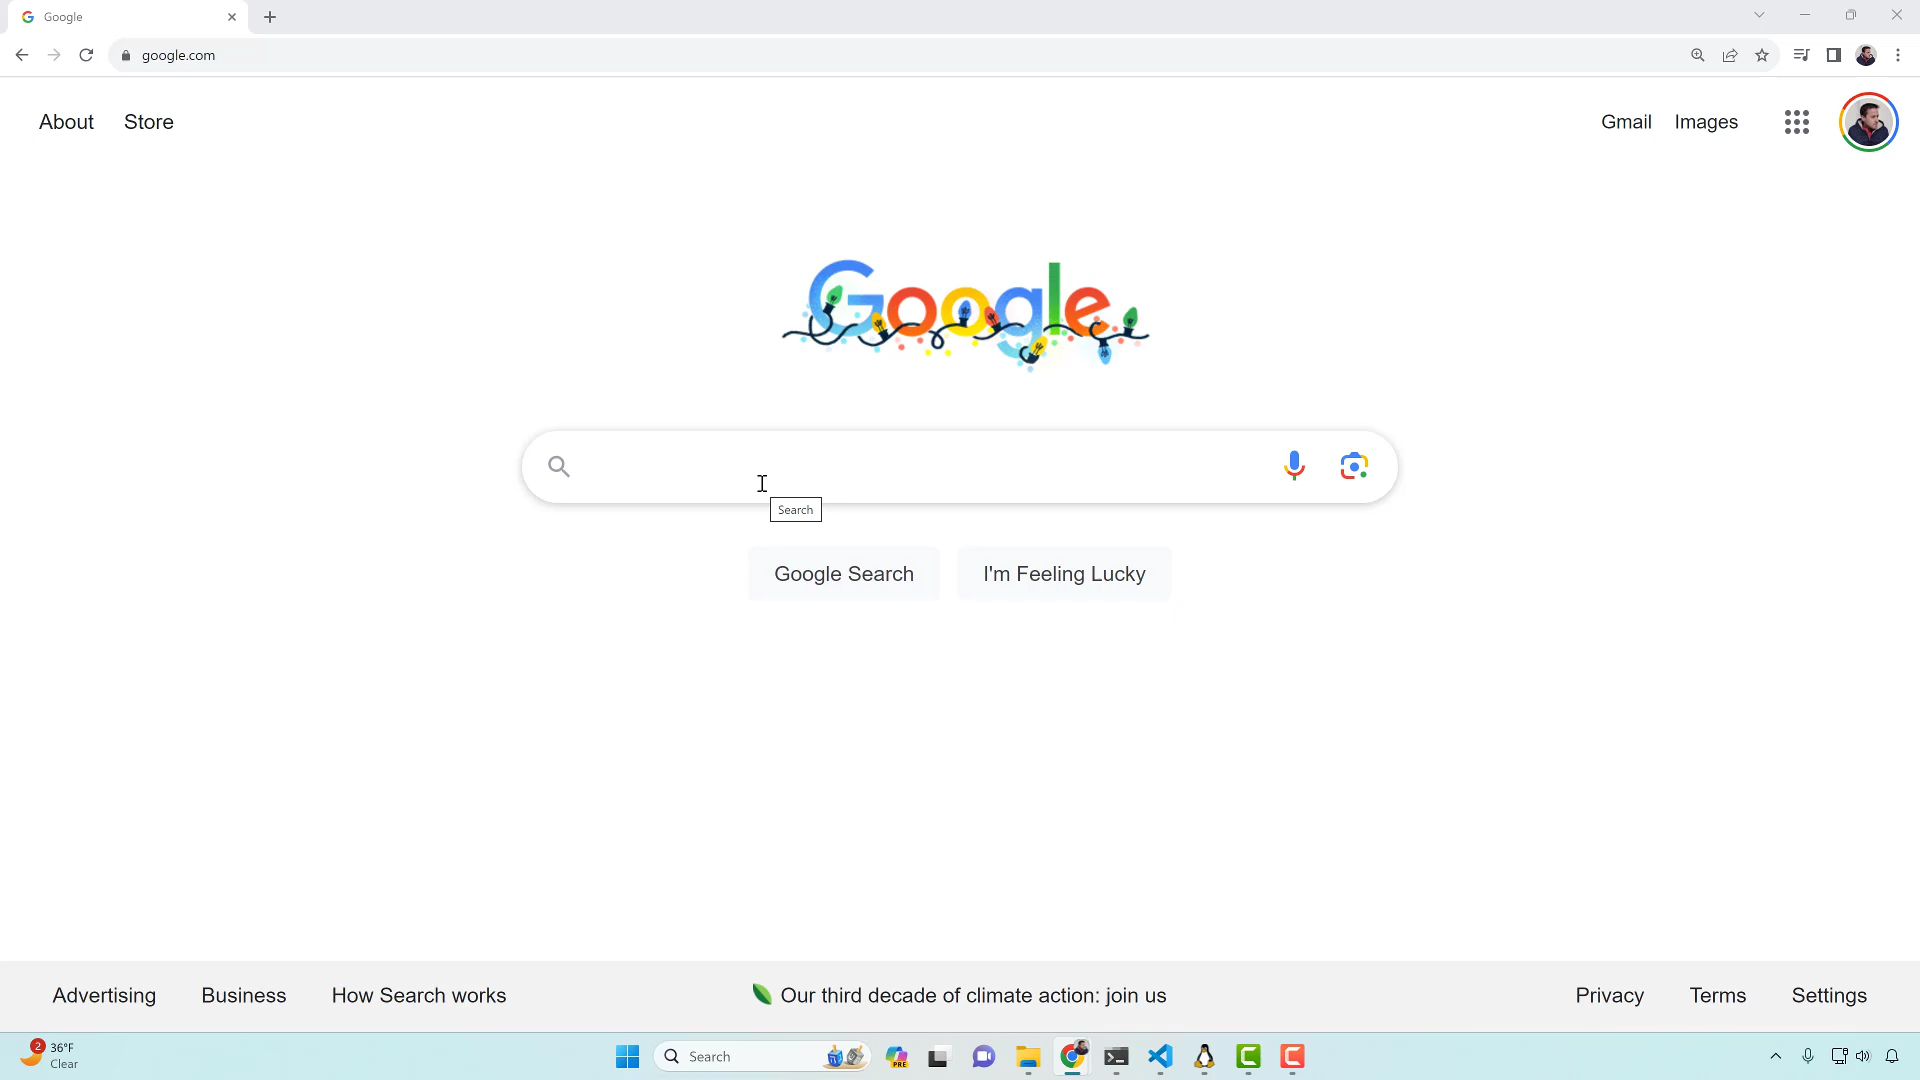 Google
google.com
About Store Gmail Images
Google
Search
Google Search I'm Feeling Lucky
Advertising Business How Search works Our third decade of climate action: join us Privacy Terms Settings
2 36°F
Clear
Search
PRE